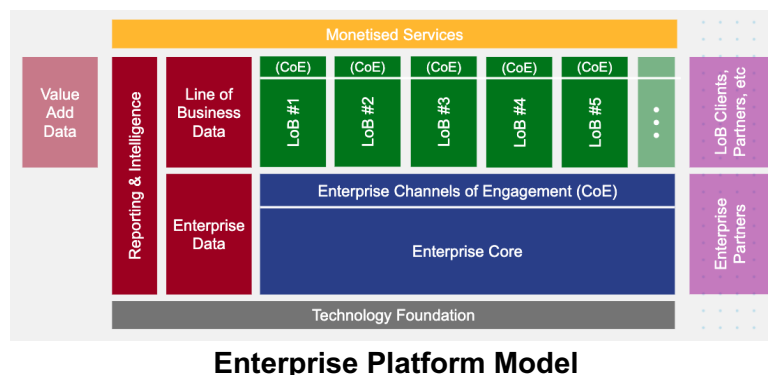 Monetised Services
Value
Add
Data
Reporting & Intelligence
Line of
Business
Data
(CoE)
LoB #1
(CoE)
LoB #2
(CoE)
LoB #3
(CoE)
LoB #4
(CoE)
LoB #5
LoB Clients,
Partners, etc
Enterprise
Data
Enterprise Channels of Engagement (CoE)
Enterprise Core
Enterprise
Partners
Technology Foundation
Enterprise Platform Model